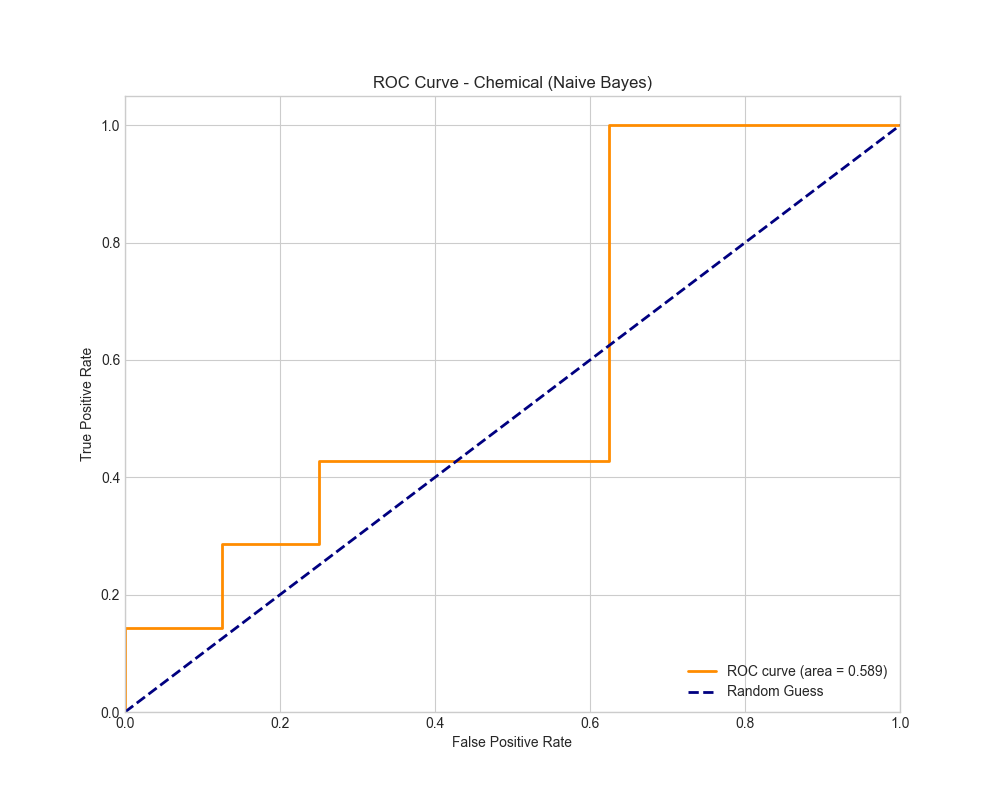 ROC Curve - Chemical (Naive Bayes)
1.0
0.8
0.6
0.4
0.2
0.0
True Positive Rate
ROC curve (area = 0.589)
Random Guess
0.0 0.2 0.4 0.6 0.8 1.0
False Positive Rate